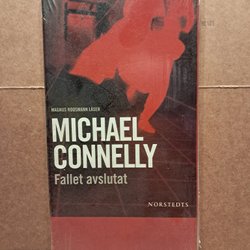 MAGNUS ROOSMANN LÄSER
MICHAEL
CONNELLY
Fallet avslutat
NORSTEDTS